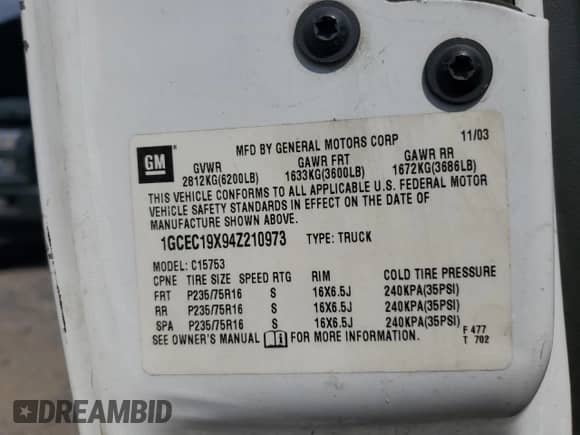 MFD BY GENERAL MOTORS CORP 11/03
GM
GVWR GAWR FRT GAWR RR
2812KG(6200LB) 1633KG(3600LB) 1672KG(3686LB)
THIS VEHICLE CONFORMS TO ALL APPLICABLE U.S. FEDERAL MOTOR
VEHICLE SAFETY STANDARDS IN EFFECT ON THE DATE OF
MANUFACTURE SHOWN ABOVE.
1GCEC19X94Z210973 TYPE: TRUCK
MODEL: C15753
CPNE TIRE SIZE SPEED RTG RIM COLD TIRE PRESSURE
FRT P235/75R16 S 16X6.5J 240KPA(35PSI)
RR P235/75R16 S 16X6.5J 240KPA(35PSI)
SPA P235/75R16 S 16X6.5J 240KPA(35PSI)
SEE OWNER'S MANUAL FOR MORE INFORMATION.
F 477
T 702
DREAMBID